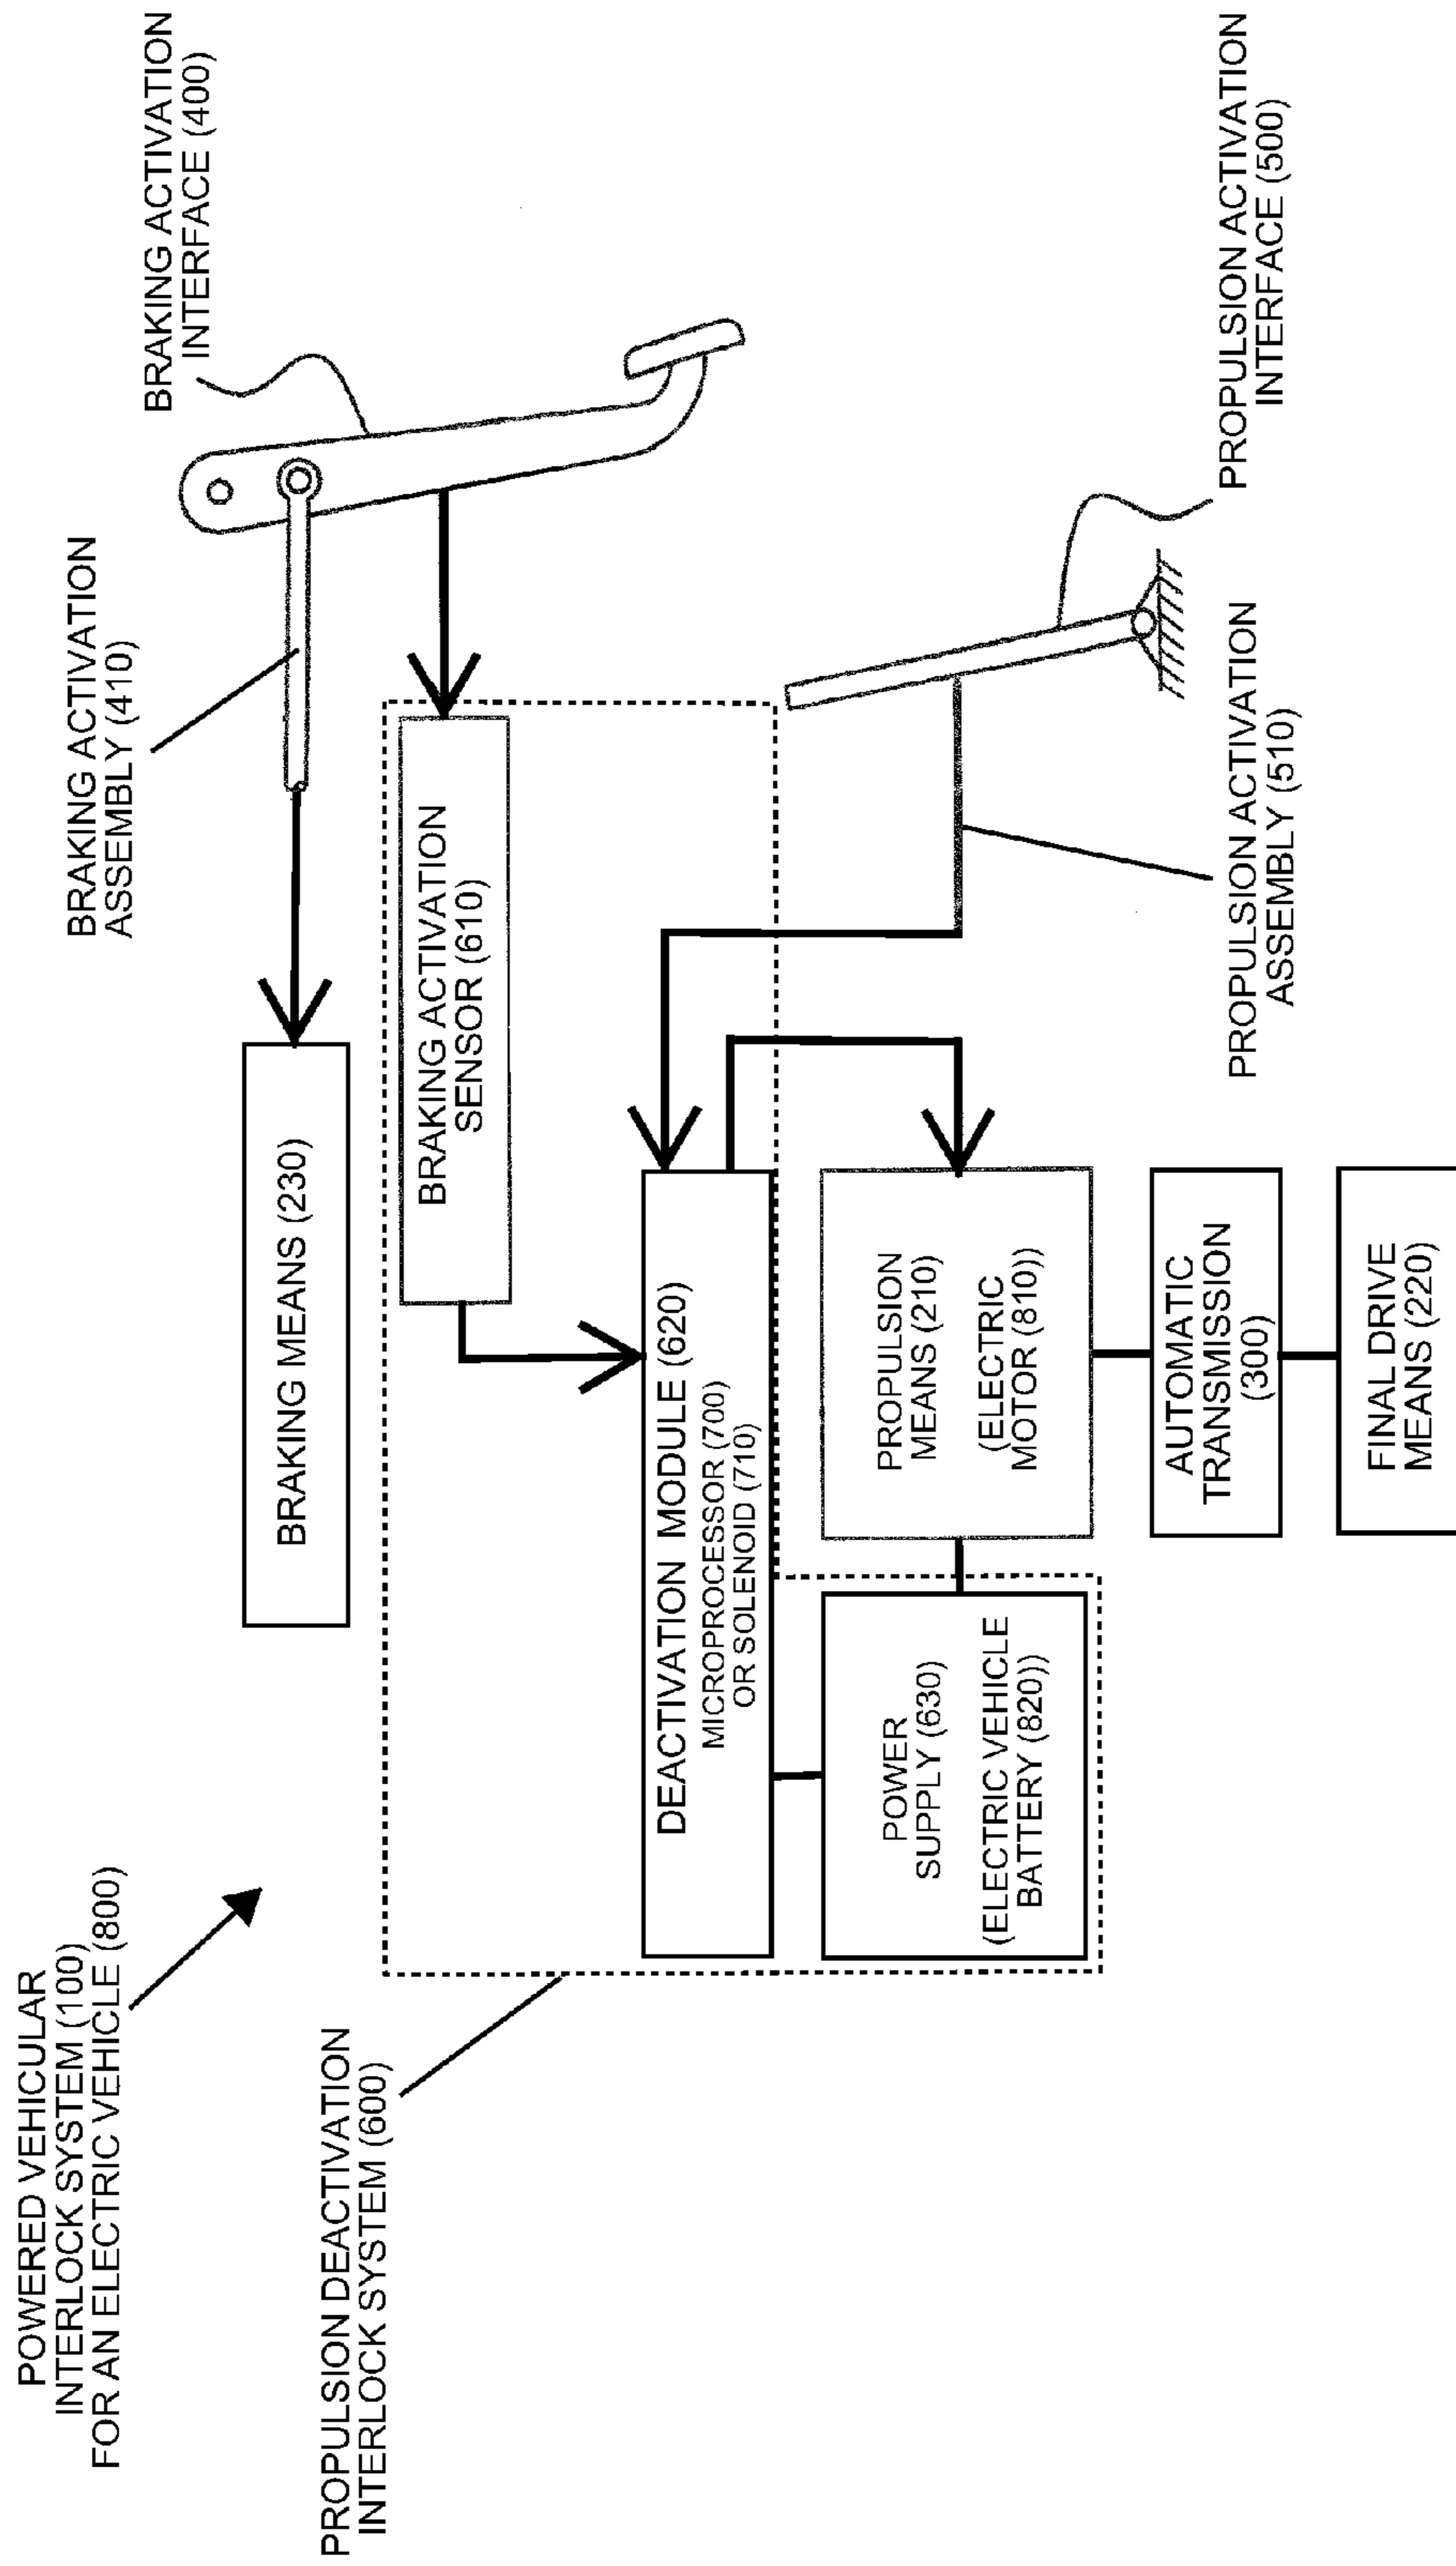 POWERED VEHICULAR
INTERLOCK SYSTEM (100)
FOR AN ELECTRIC VEHICLE (800)
PROPULSION DEACTIVATION
INTERLOCK SYSTEM (600)
BRAKING ACTIVATION
ASSEMBLY (410)
BRAKING ACTIVATION
INTERFACE (400)
BRAKING MEANS (230)
BRAKING ACTIVATION
SENSOR (610)
DEACTIVATION MODULE (620)
MICROPROCESSOR (700)
OR SOLENOID (710)
POWER
SUPPLY (630)
(ELECTRIC VEHICLE
BATTERY (820))
PROPULSION
MEANS (210)
(ELECTRIC
MOTOR (810))
AUTOMATIC
TRANSMISSION
(300)
FINAL DRIVE
MEANS (220)
PROPULSION ACTIVATION
ASSEMBLY (510)
PROPULSION ACTIVATION
INTERFACE (500)